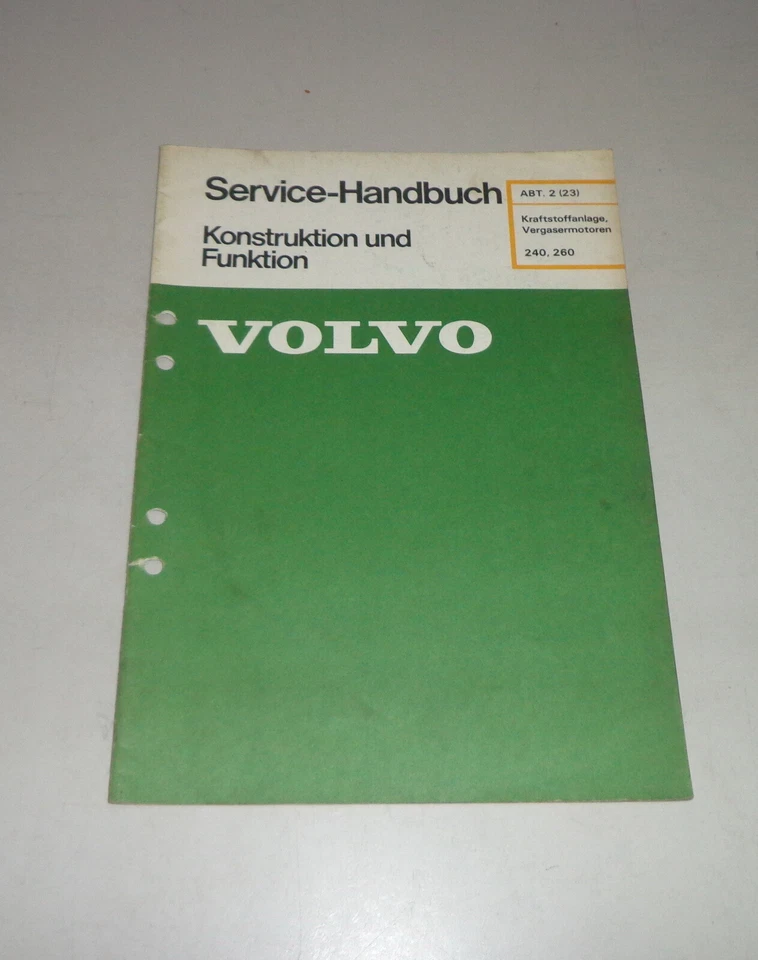 Service-Handbuch
Konstruktion und
Funktion
ABT. 2 (23)
Kraftstoffanlage,
Vergasermotoren
240, 260
VOLVO